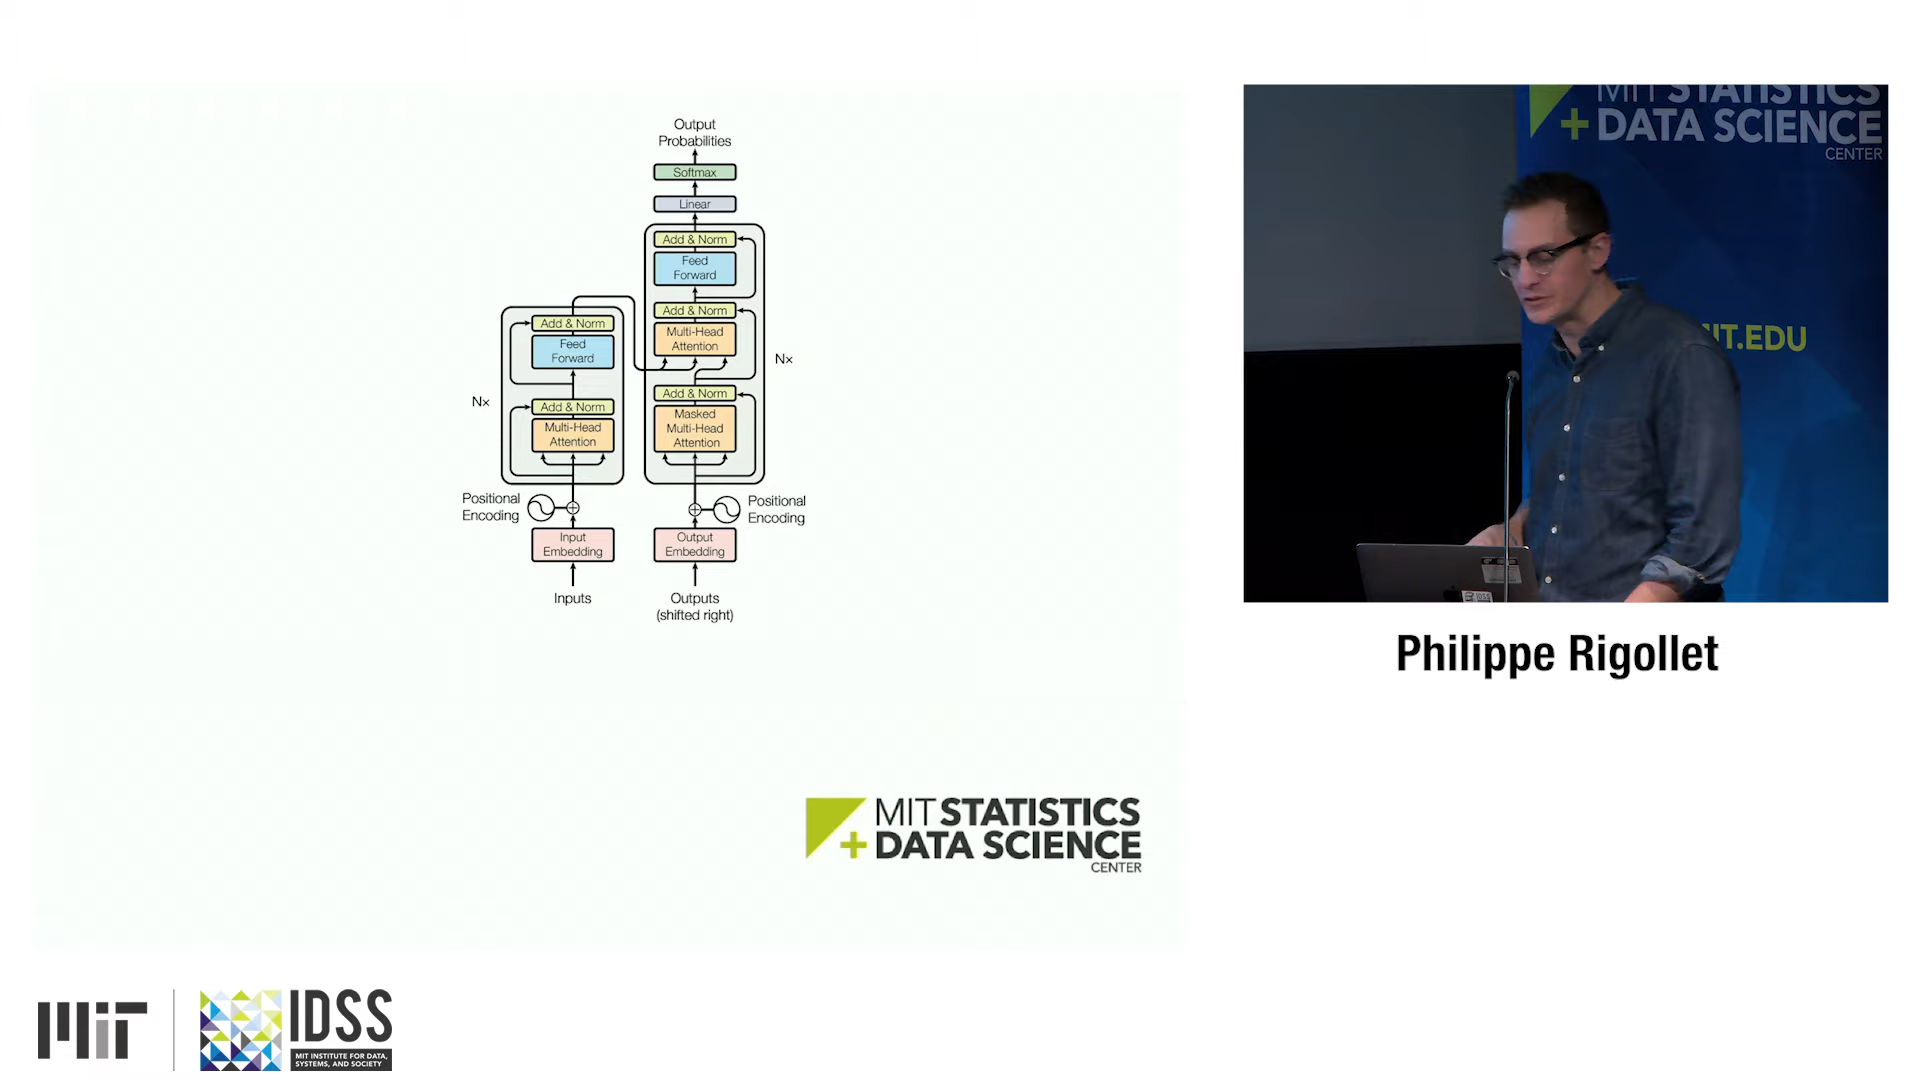 Output
Probabilities
Softmax
Linear
Add & Norm
Feed
Forward
Add & Norm
Multi-Head
Attention
Nx
Add & Norm
Masked
Multi-Head
Attention
Add & Norm
Feed
Forward
Nx
Add & Norm
Multi-Head
Attention
Positional
Encoding
Positional
Encoding
Input
Embedding
Output
Embedding
Inputs
Outputs
(shifted right)
MIT STATISTICS
+ DATA SCIENCE
CENTER
MIT STATISTICS
+ DATA SCIENCE
CENTER
IT.EDU
IDSS
Philippe Rigollet
MIT
IDSS
MIT INSTITUTE FOR DATA,
SYSTEMS, AND SOCIETY